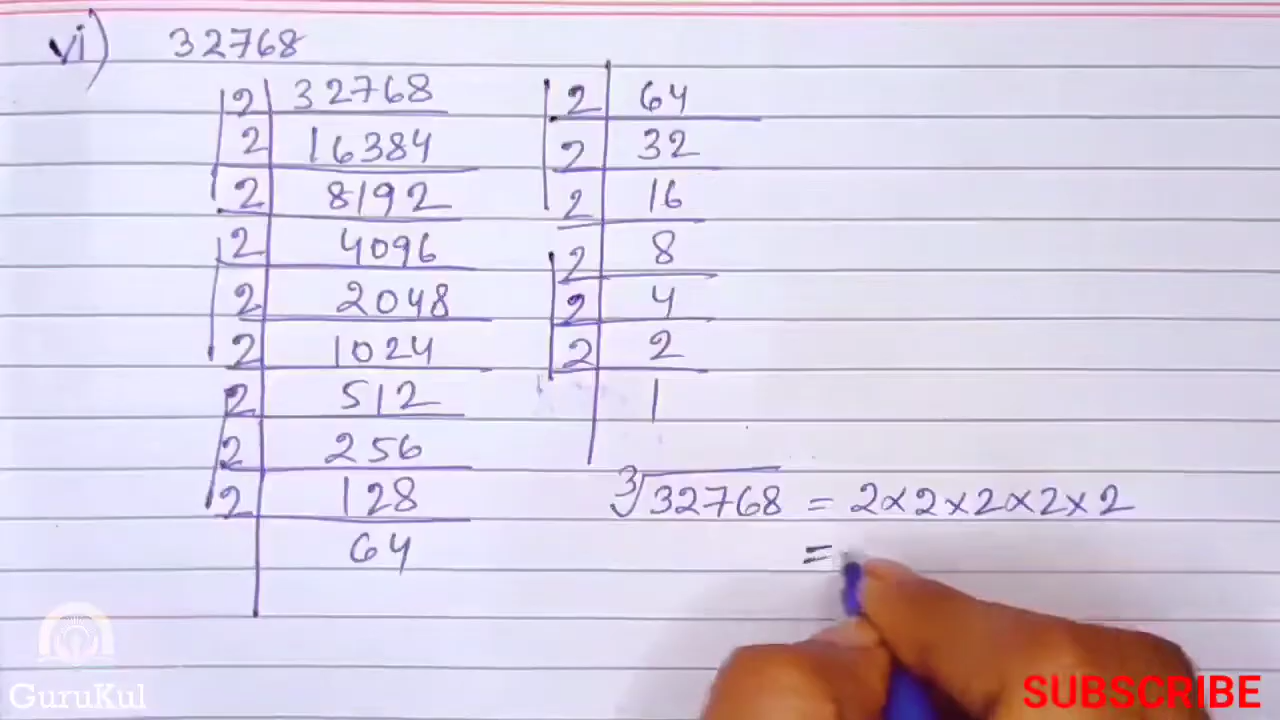 vi) 32768
2 | 32768
2 | 16384
2 | 8192
2 | 4096
2 | 2048
2 | 1024
2 | 512
2 | 256
2 | 128
64
2 | 64
2 | 32
2 | 16
2 | 8
2 | 4
2 | 2
1
∛32768 = 2×2×2×2×2
=
GuruKul
SUBSCRIBE